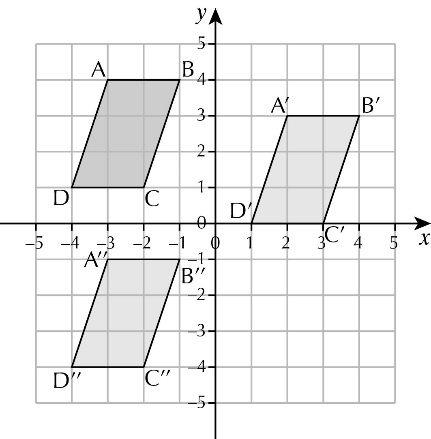 y
5
A B
4
A′ B′
3
2
D C
1
D′
0
C′
–5 –4 –3 –2 –1 0 1 2 3 4 5 x
A″ –1
B″
–2
–3
–4
D″ C″
–5